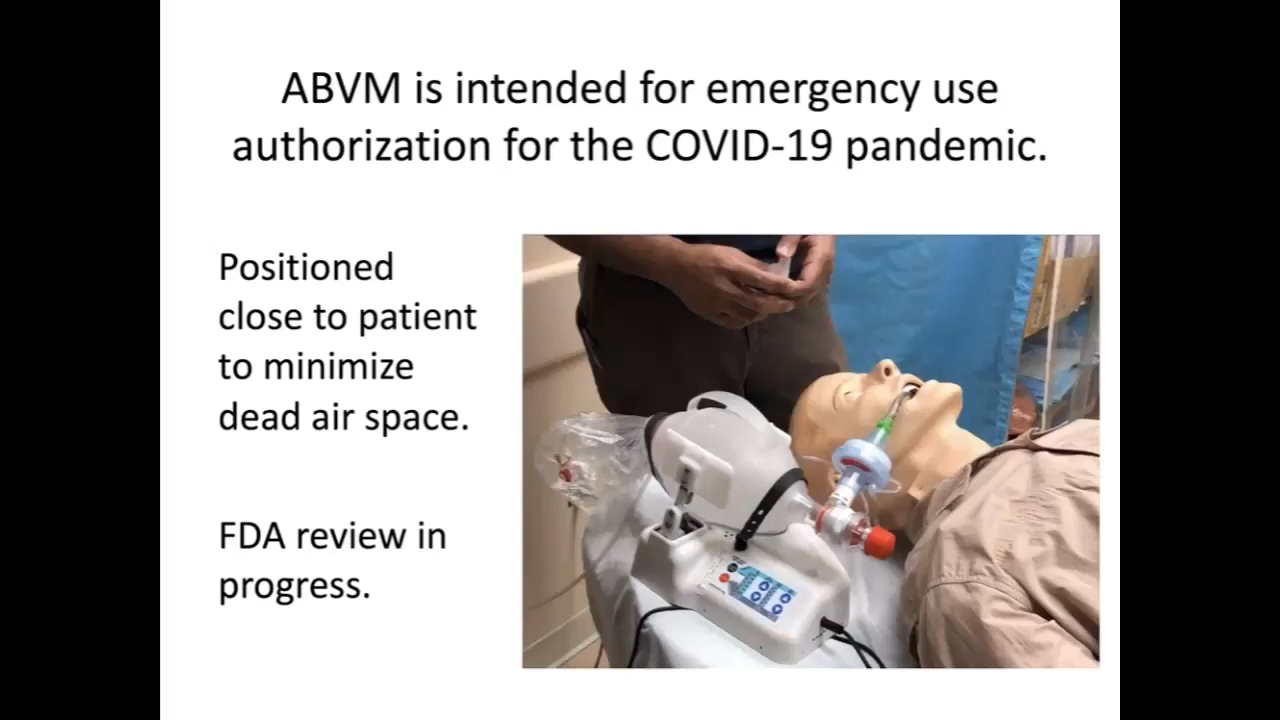 ABVM is intended for emergency use
authorization for the COVID-19 pandemic.
Positioned
close to patient
to minimize
dead air space.
FDA review in
progress.